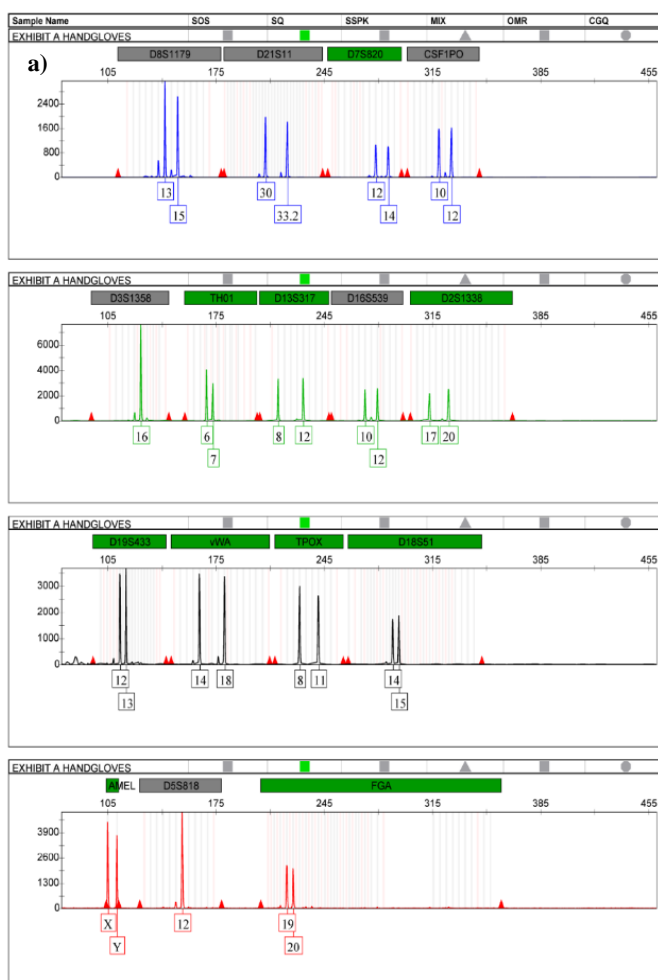 Sample Name SOS SQ SSPK MIX OMR CGQ
EXHIBIT A HANDGLOVES
a)
D8S1179 D21S11 D7S820 CSF1PO
105 175 245 315 385 455
2400
1600
800
0
13 30 12 10
15 33.2 14 12
EXHIBIT A HANDGLOVES
D3S1358 TH01 D13S317 D16S539 D2S1338
105 175 245 315 385 455
6000
4000
2000
0
16 6 8 12 10 17 20
7 12
EXHIBIT A HANDGLOVES
D19S433 vWA TPOX D18S51
105 175 245 315 385 455
3000
2000
1000
0
12 14 18 8 11 14
13 15
EXHIBIT A HANDGLOVES
AMEL D5S818 FGA
105 175 245 315 385 455
3900
2600
1300
0
X 12 19
Y 20